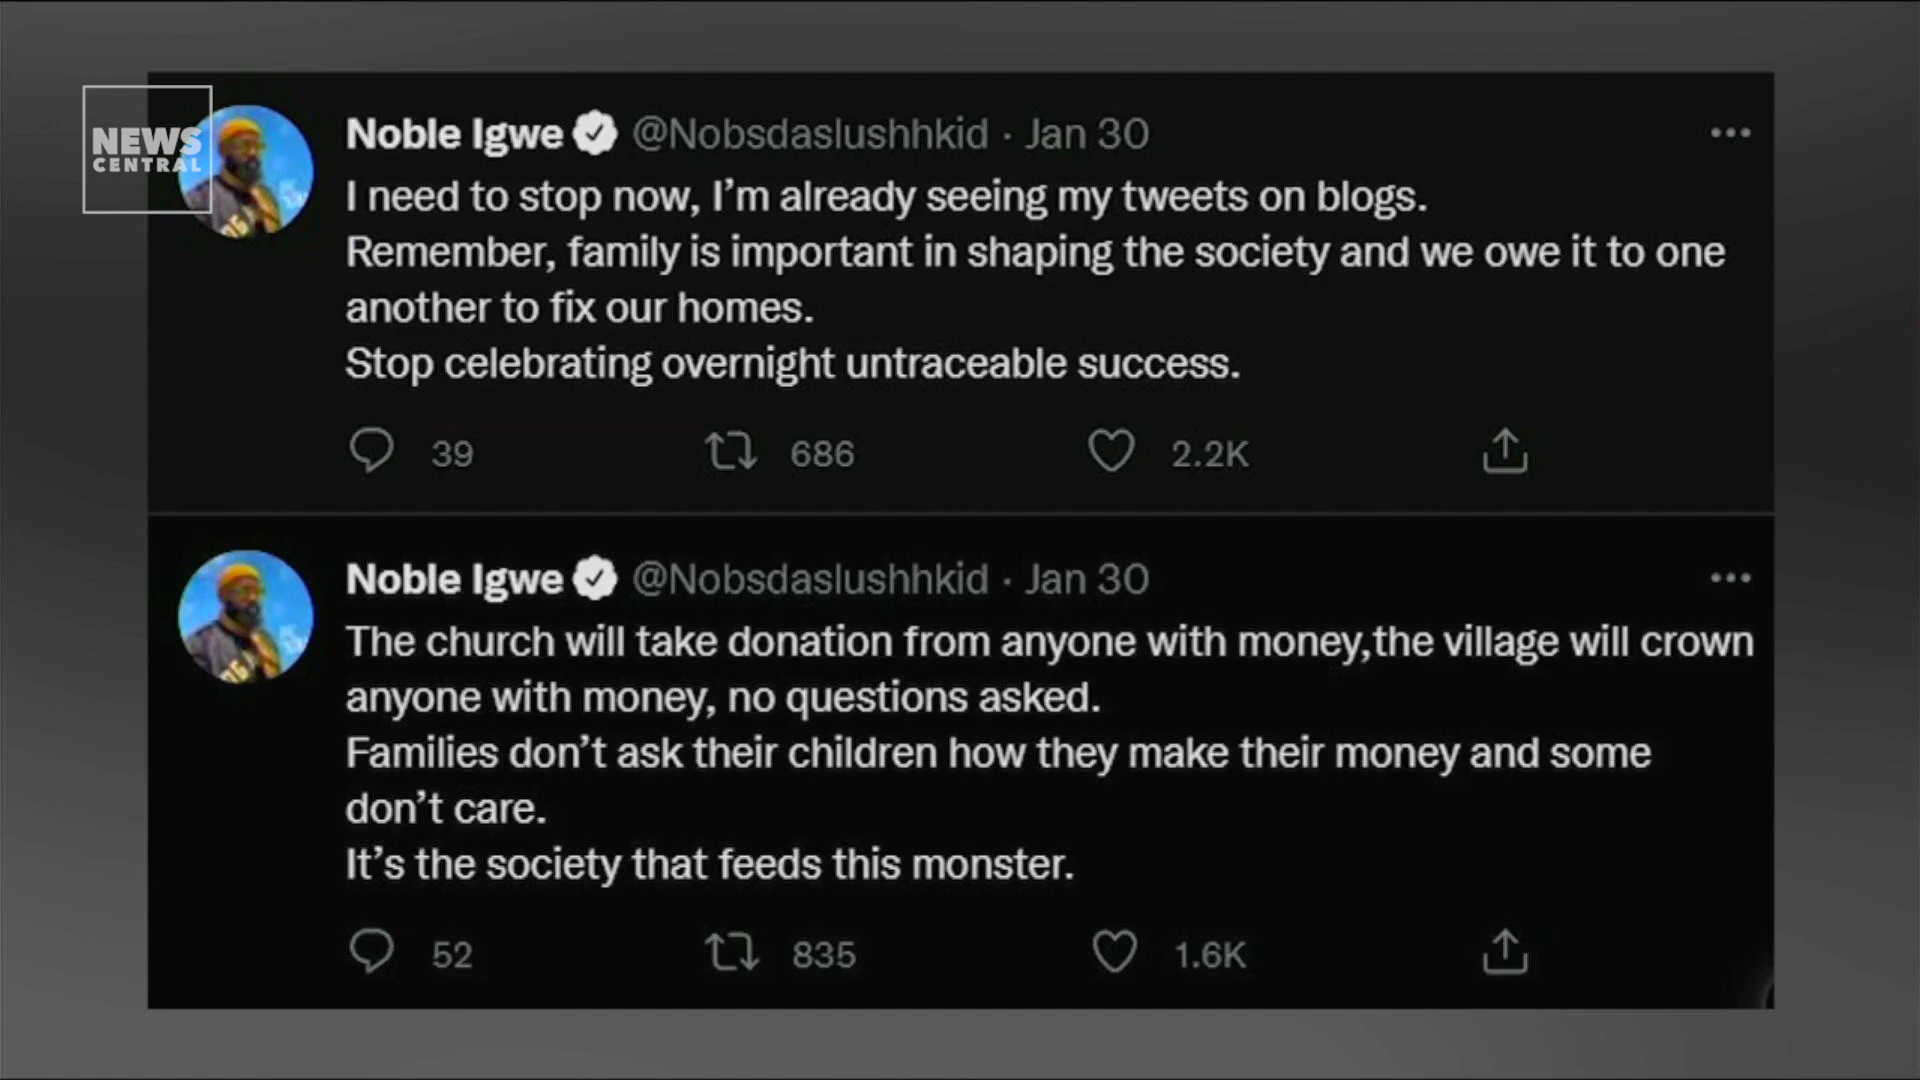 NEWS
CENTRAL
Noble Igwe @Nobsdaslushhkid · Jan 30
I need to stop now, I’m already seeing my tweets on blogs.
Remember, family is important in shaping the society and we owe it to one
another to fix our homes.
Stop celebrating overnight untraceable success.
39 686 2.2K
Noble Igwe @Nobsdaslushhkid · Jan 30
The church will take donation from anyone with money,the village will crown
anyone with money, no questions asked.
Families don’t ask their children how they make their money and some
don’t care.
It’s the society that feeds this monster.
52 835 1.6K